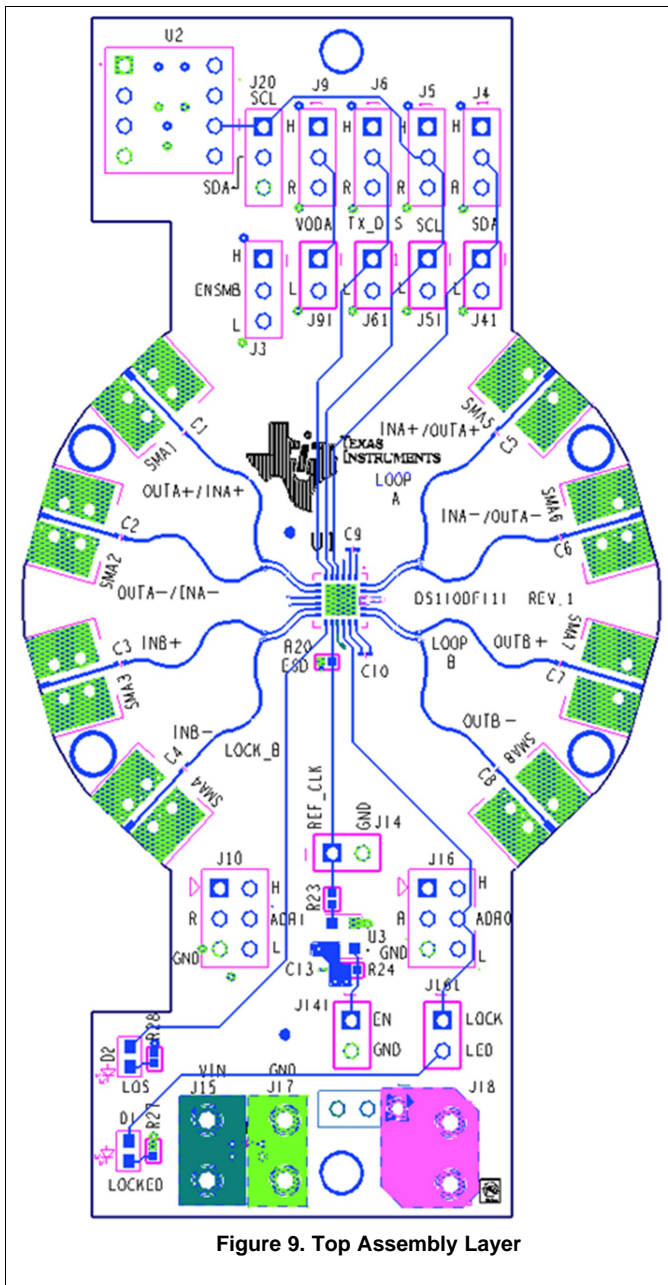 U2
J20
SCL
J9
J6
J5
J4
H
H
H
H
SDA
R
R
R
R
VODA
TX_D S
SCL
SDA
H
ENSMB
L
L
L
L
L
J3
J91
J61
J51
J41
C1
SMA1
OUTA+/INA+
TEXAS
INSTRUMENTS
INA+/OUTA+
SMA5
C5
LOOP
A
C2
SMA2
OUTA-/INA-
U1
C9
INA-/OUTA-
SMA6
C6
DS110DF111 REV.1
C3
INB+
SMA3
R20
ESD
C10
LOOP
B
OUTB+
SMA7
C7
INB-
C4
SMA4
LOCK_B
OUTB-
SMA8
C8
REF_CLK
GND
J14
J10
H
R
ADR1
GND
L
R23
U3
C13
R24
J16
H
R
ADR0
GND
L
J141
EN
GND
J161
LOCK
LED
D2
R28
LOS
VIN
GND
J15
J17
J18
D1
R27
LOCKED
Figure 9. Top Assembly Layer